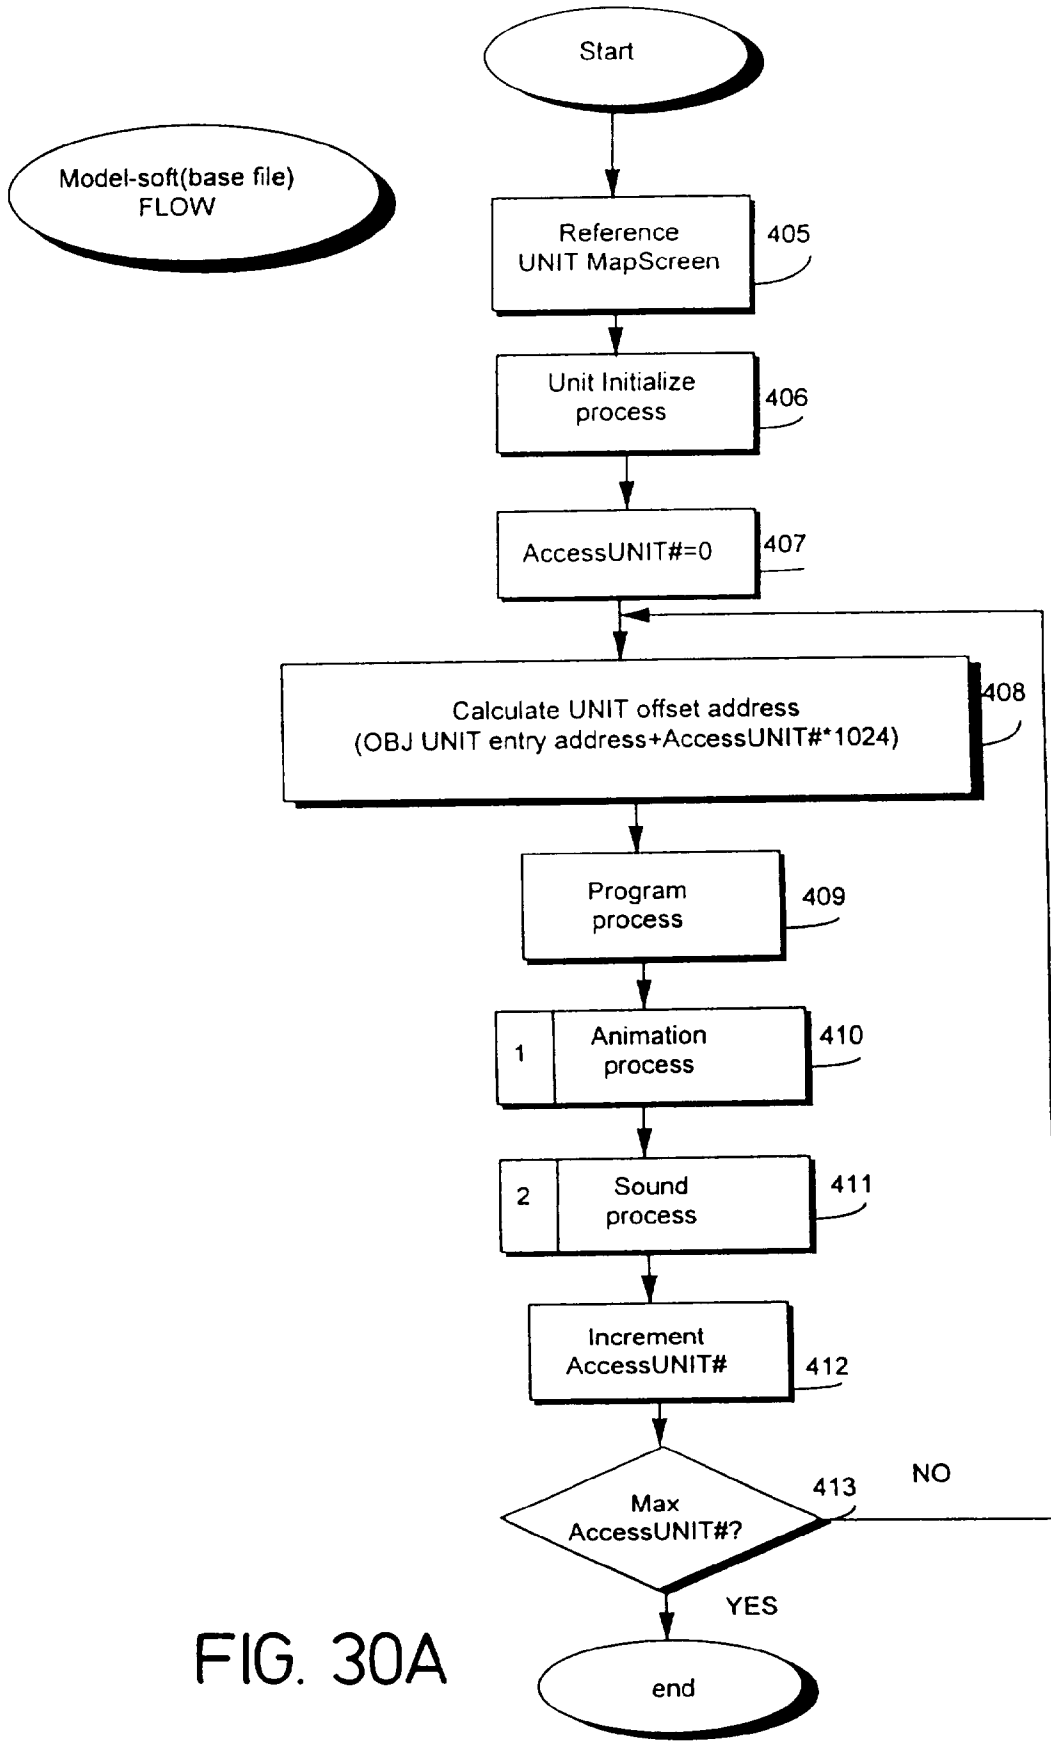 Start
Model-soft(base file)
FLOW
Reference
UNIT MapScreen
405
Unit Initialize
process
406
AccessUNIT#=0
407
Calculate UNIT offset address
(OBJ UNIT entry address+AccessUNIT#*1024)
408
Program
process
409
1
Animation
process
410
2
Sound
process
411
Increment
AccessUNIT#
412
Max
AccessUNIT#?
413
NO
YES
end
FIG. 30A